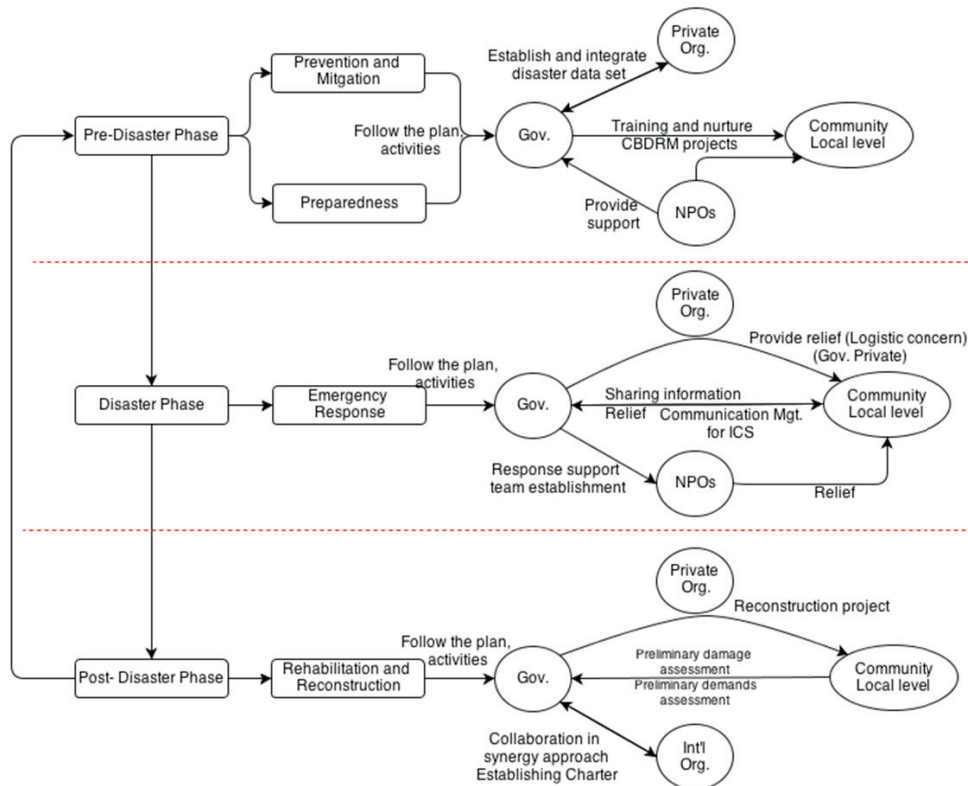 Private
Org.
Prevention and
Mitgation
Establish and integrate
disaster data set
Pre-Disaster Phase
Follow the plan,
activities
Gov.
Training and nurture
CBDRM projects
Community
Local level
Preparedness
Provide
support
NPOs
Private
Org.
Provide relief (Logistic concern)
(Gov. Private)
Follow the plan,
activities
Disaster Phase
Emergency
Response
Gov.
Sharing information
Relief
Communication Mgt.
for ICS
Community
Local level
Response support
team establishment
NPOs
Relief
Private
Org.
Reconstruction project
Follow the plan,
activities
Post- Disaster Phase
Rehabilitation and
Reconstruction
Gov.
Preliminary damage
assessment
Preliminary demands
assessment
Community
Local level
Collaboration in
synergy approach
Establishing Charter
Int'l
Org.